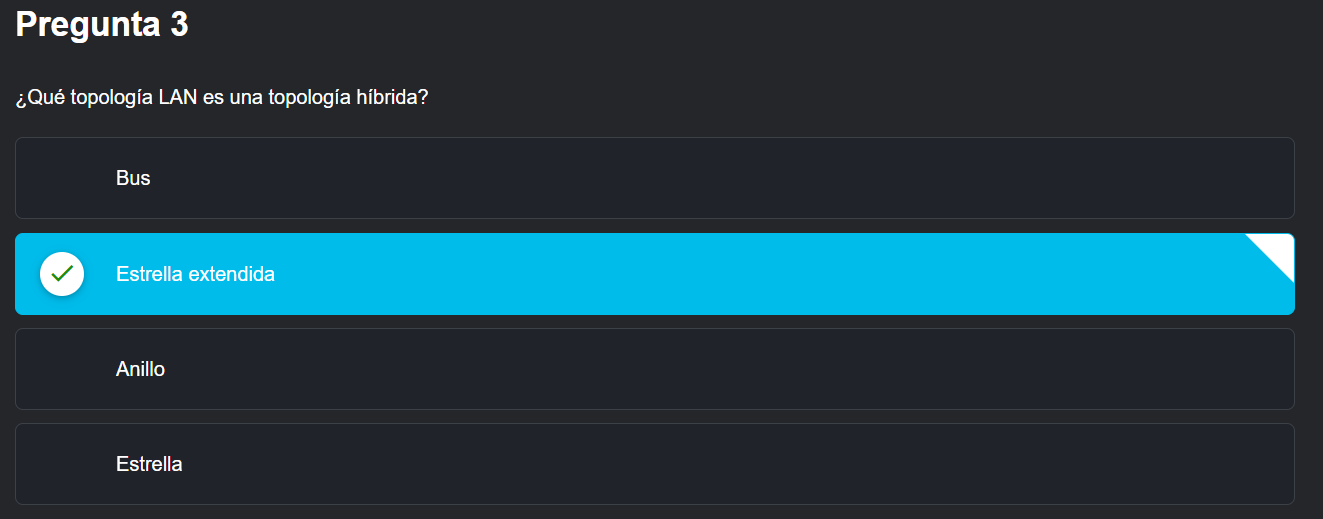 Pregunta 3
¿Qué topología LAN es una topología híbrida?
Bus
Estrella extendida
Anillo
Estrella